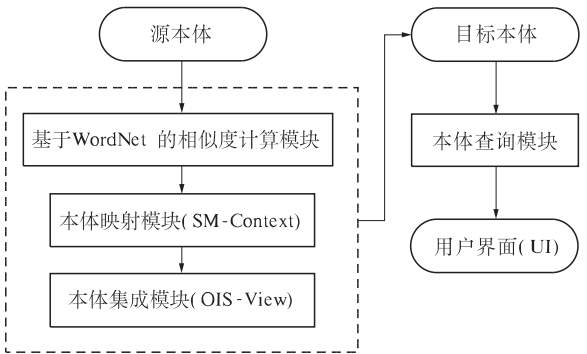 源本体
基于WordNet 的相似度计算模块
本体映射模块(SM-Context)
本体集成模块(OIS-View)
目标本体
本体查询模块
用户界面(UI)